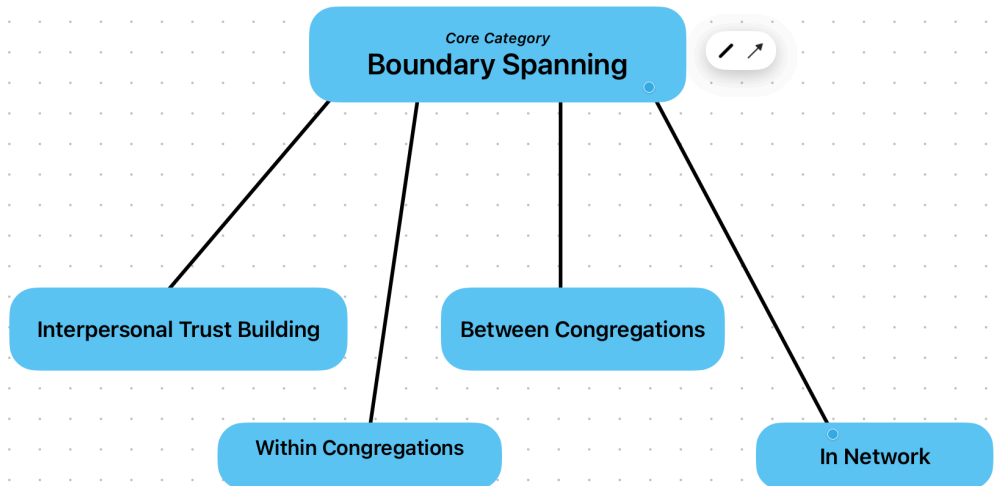 Core Category
Boundary Spanning
Interpersonal Trust Building
Between Congregations
Within Congregations
In Network